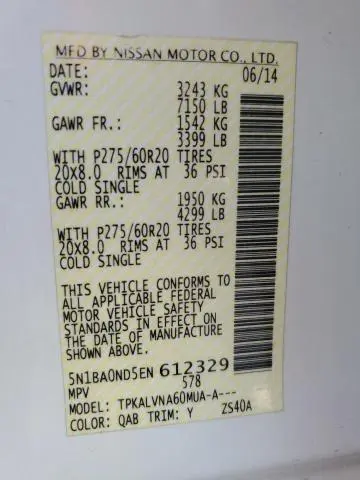 MFD BY NISSAN MOTOR CO., LTD.
DATE: 06/14
GVWR: 3243 KG
7150 LB
GAWR FR.: 1542 KG
3399 LB
WITH P275/60R20 TIRES
20x8.0 RIMS AT 36 PSI
COLD SINGLE
GAWR RR.: 1950 KG
4299 LB
WITH P275/60R20 TIRES
20x8.0 RIMS AT 36 PSI
COLD SINGLE
THIS VEHICLE CONFORMS TO
ALL APPLICABLE FEDERAL
MOTOR VEHICLE SAFETY
STANDARDS IN EFFECT ON
THE DATE OF MANUFACTURE
SHOWN ABOVE.
5N1BA0ND5EN 612329
MPV 578
MODEL: TPKALVNA60MUA-A---
COLOR: QAB TRIM: Y ZS40A